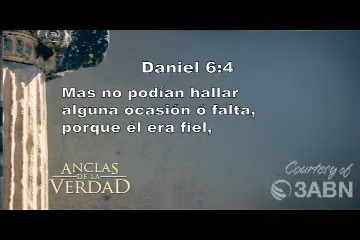 Daniel 6:4
Mas no podían hallar
alguna ocasión ó falta,
porque él era fiel,
ANCLAS
DE LA
VERDAD
Courtesy of
3ABN